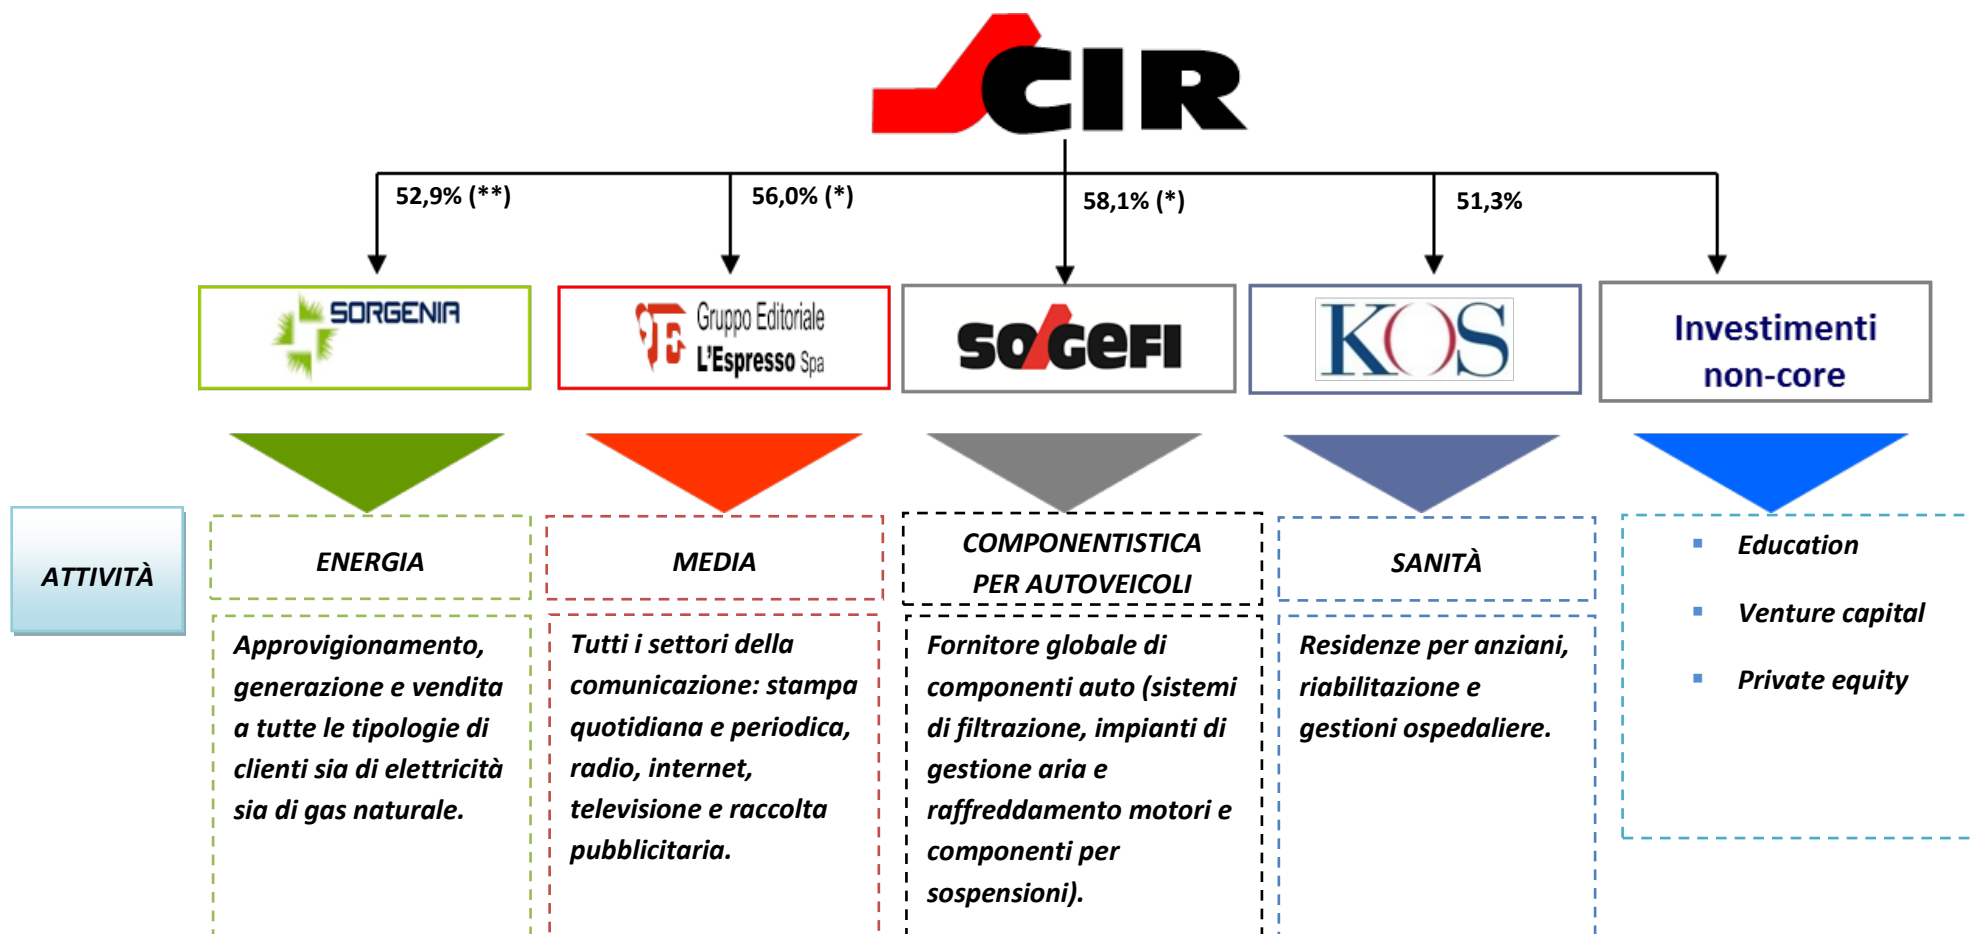 CIR
52,9% (**)
56,0% (*)
58,1% (*)
51,3%
SORGENIA
Gruppo Editoriale
L'Espresso Spa
SOGEFI
KOS
Investimenti
non-core
ATTIVITÀ
ENERGIA
Approvigionamento,
generazione e vendita
a tutte le tipologie di
clienti sia di elettricità
sia di gas naturale.
MEDIA
Tutti i settori della
comunicazione: stampa
quotidiana e periodica,
radio, internet,
televisione e raccolta
pubblicitaria.
COMPONENTISTICA
PER AUTOVEICOLI
Fornitore globale di
componenti auto (sistemi
di filtrazione, impianti di
gestione aria e
raffreddamento motori e
componenti per
sospensioni).
SANITÀ
Residenze per anziani,
riabilitazione e
gestioni ospedaliere.
▪ Education
▪ Venture capital
▪ Private equity